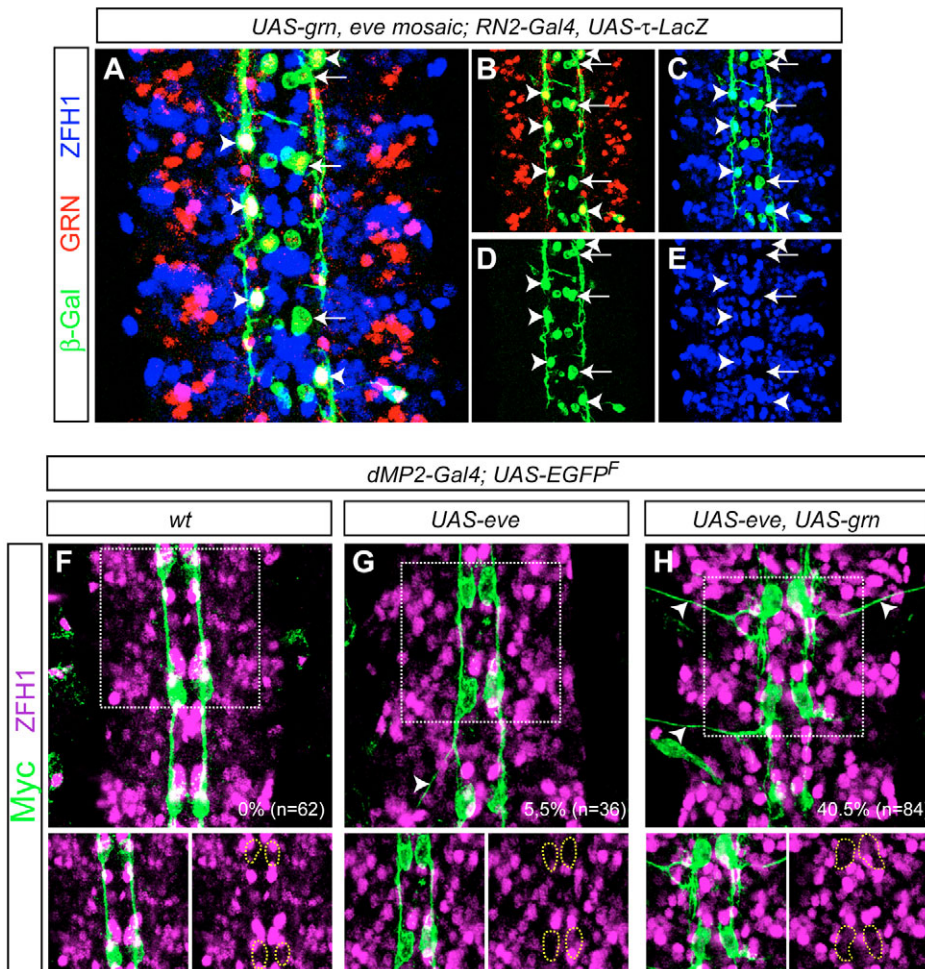 UAS-grn, eve mosaic; RN2-Gal4, UAS-τ-LacZ
β-Gal GRN ZFH1
A
B
C
D
E
dMP2-Gal4; UAS-EGFP^F
wt
UAS-eve
UAS-eve, UAS-grn
Myc ZFH1
F
G
H
0% (n=62)
5,5% (n=36)
40.5% (n=84